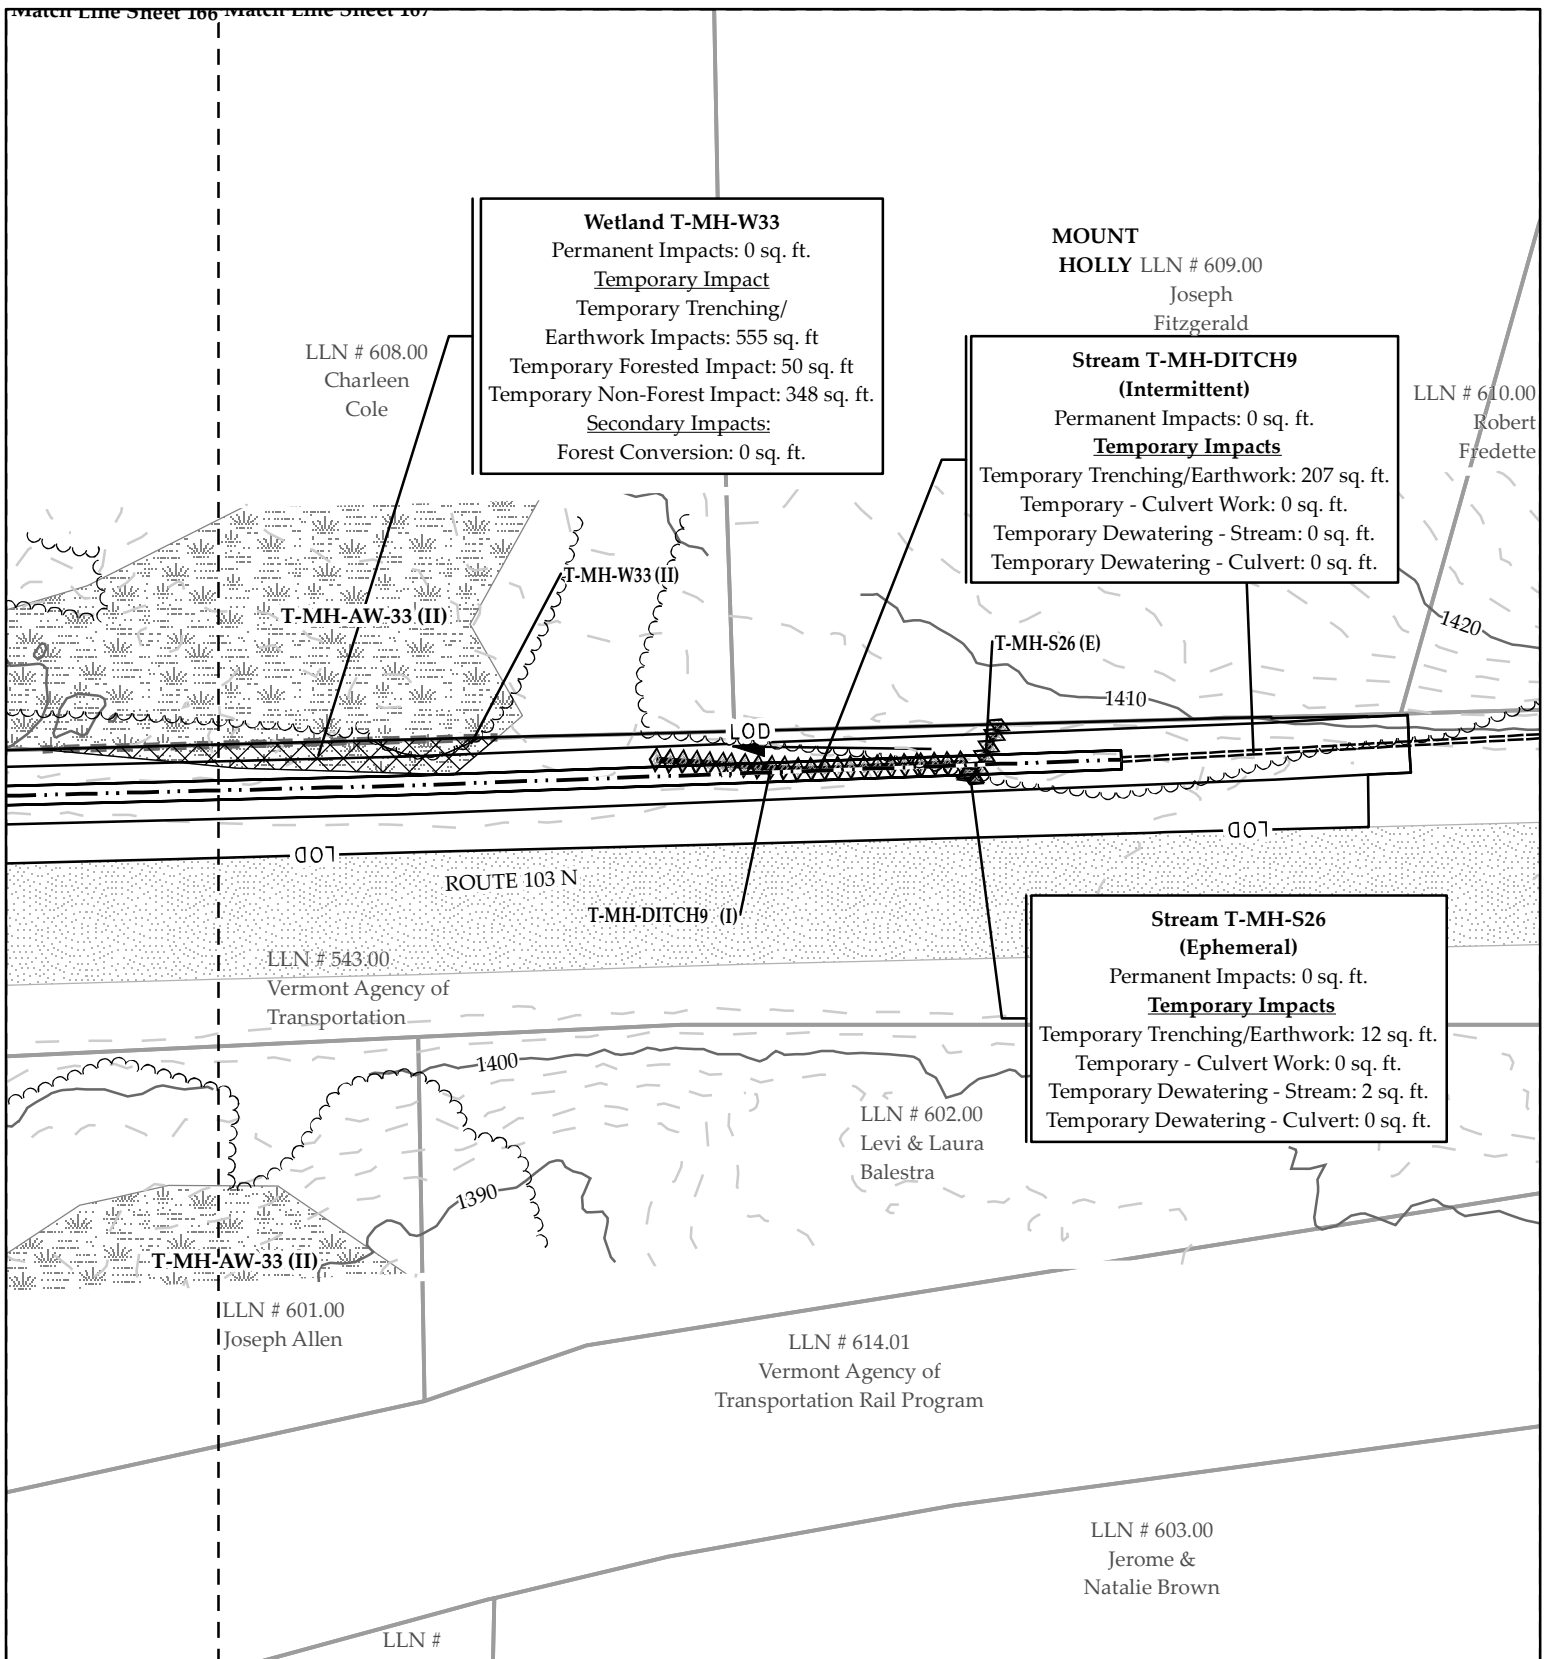 Match Line Sheet 166 Match Line Sheet 167
Wetland T-MH-W33
Permanent Impacts: 0 sq. ft.
Temporary Impact
Temporary Trenching/
Earthwork Impacts: 555 sq. ft
Temporary Forested Impact: 50 sq. ft
Temporary Non-Forest Impact: 348 sq. ft.
Secondary Impacts:
Forest Conversion: 0 sq. ft.
MOUNT
HOLLY
LLN # 609.00
Joseph
Fitzgerald
LLN # 608.00
Charleen
Cole
Stream T-MH-DITCH9
(Intermittent)
Permanent Impacts: 0 sq. ft.
Temporary Impacts
Temporary Trenching/Earthwork: 207 sq. ft.
Temporary - Culvert Work: 0 sq. ft.
Temporary Dewatering - Stream: 0 sq. ft.
Temporary Dewatering - Culvert: 0 sq. ft.
LLN # 610.00
Robert
Fredette
T-MH-W33 (II)
T-MH-AW-33 (II)
1420
T-MH-S26 (E)
1410
LOD
LOD
LOD
ROUTE 103 N
T-MH-DITCH9 (I)
Stream T-MH-S26
(Ephemeral)
Permanent Impacts: 0 sq. ft.
Temporary Impacts
Temporary Trenching/Earthwork: 12 sq. ft.
Temporary - Culvert Work: 0 sq. ft.
Temporary Dewatering - Stream: 2 sq. ft.
Temporary Dewatering - Culvert: 0 sq. ft.
LLN # 543.00
Vermont Agency of
Transportation
1400
LLN # 602.00
Levi & Laura
Balestra
1390
T-MH-AW-33 (II)
LLN # 601.00
Joseph Allen
LLN # 614.01
Vermont Agency of
Transportation Rail Program
LLN # 603.00
Jerome &
Natalie Brown
LLN #